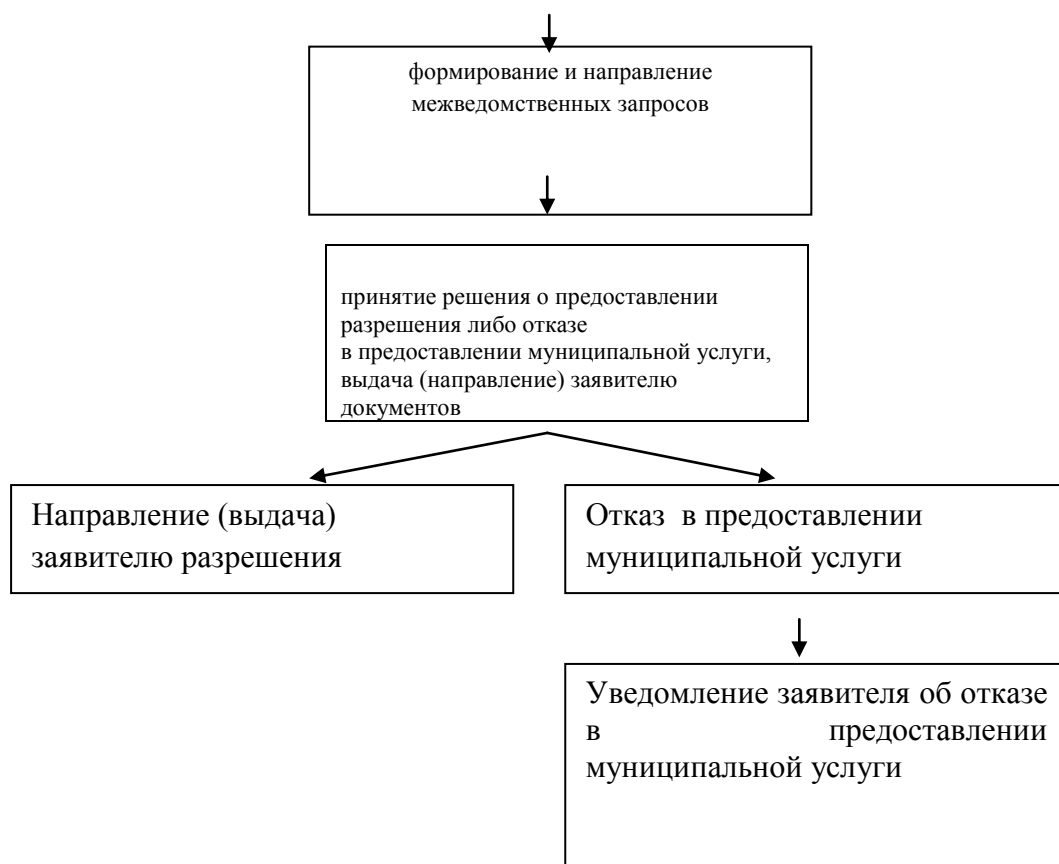 формирование и направление
межведомственных запросов
принятие решения о предоставлении
разрешения либо отказе
в предоставлении муниципальной услуги,
выдача (направление) заявителю
документов
Направление (выдача)
заявителю разрешения
Отказ в предоставлении
муниципальной услуги
Уведомление заявителя об отказе
в предоставлении
муниципальной услуги